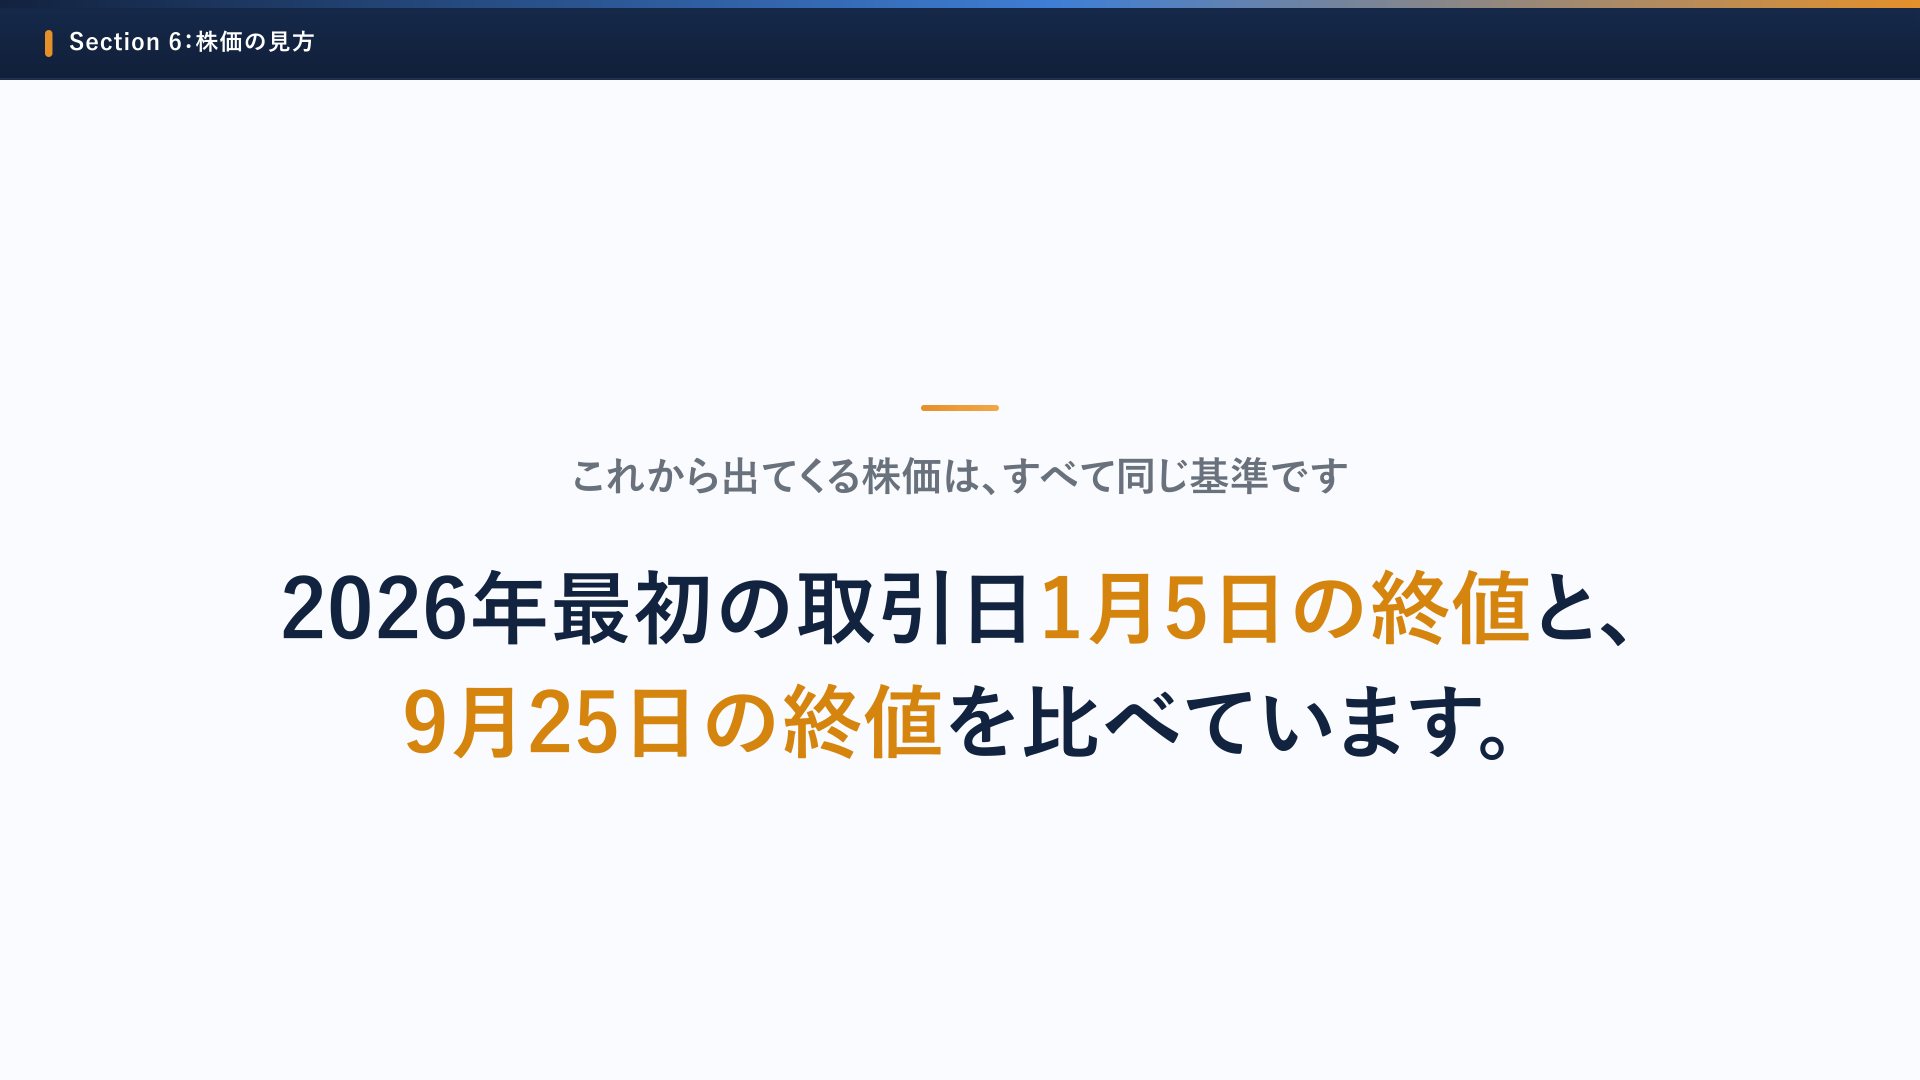 Section 6：株価の見方
これから出てくる株価は、すべて同じ基準です
2026年最初の取引日1月5日の終値と、
9月25日の終値を比べています。